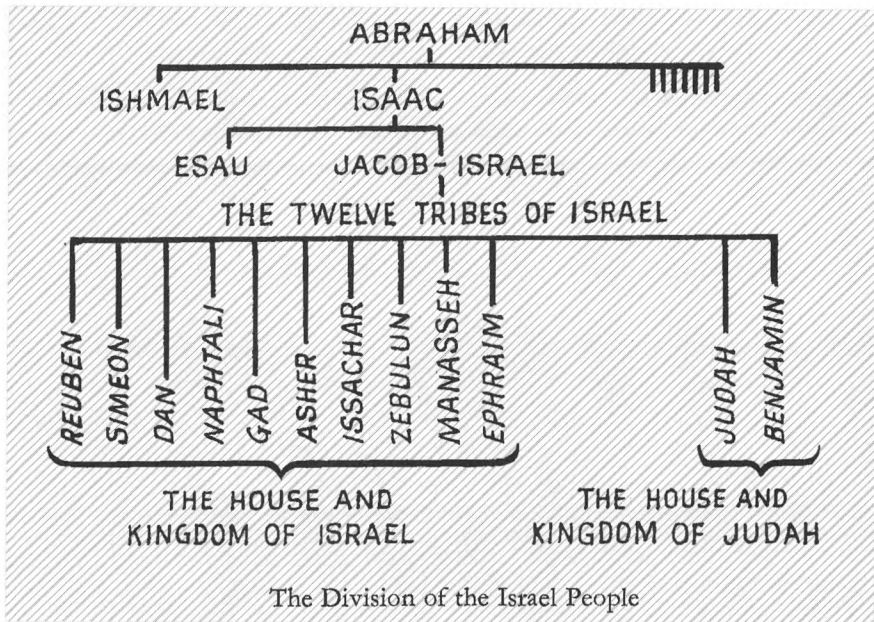 ABRAHAM
ISHMAEL ISAAC
ESAU JACOB - ISRAEL
THE TWELVE TRIBES OF ISRAEL
REUBEN
SIMEON
DAN
NAPHTALI
GAD
ASHER
ISSACHAR
ZEBULUN
MANASSEH
EPHRAIM
JUDAH
BENJAMIN
THE HOUSE AND
KINGDOM OF ISRAEL
THE HOUSE AND
KINGDOM OF JUDAH
The Division of the Israel People